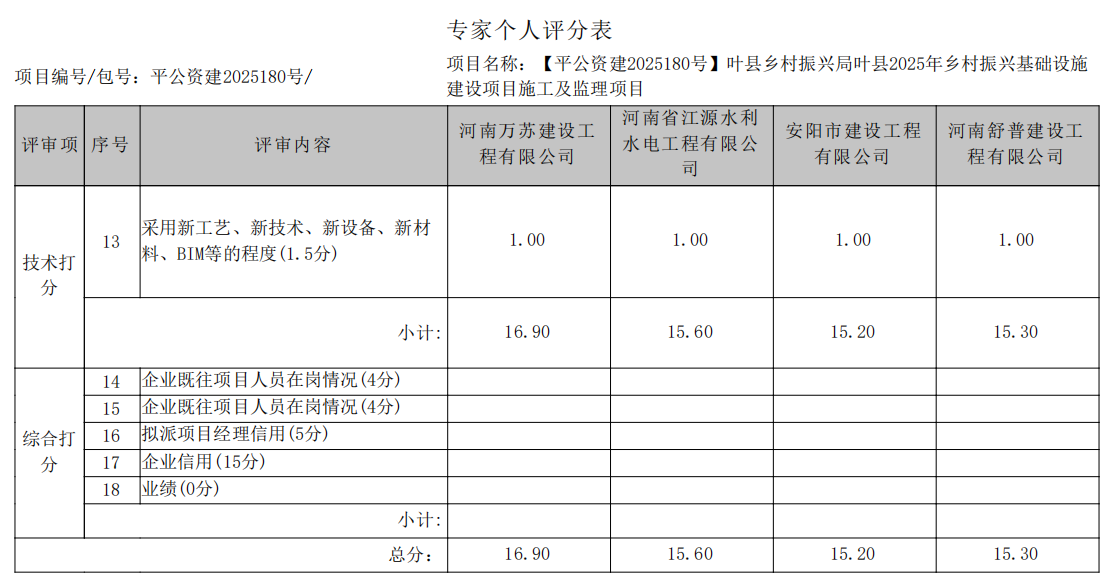 专家个人评分表
项目编号/包号：平公资建2025180号/
项目名称：【平公资建2025180号】叶县乡村振兴局叶县2025年乡村振兴基础设施
建设项目施工及监理项目
评审项 序号 评审内容 河南万苏建设工程有限公司 河南省江源水利水电工程有限公司 安阳市建设工程有限公司 河南舒普建设工程有限公司
技术打分
13 采用新工艺、新技术、新设备、新材料、BIM等的程度(1.5分) 1.00 1.00 1.00 1.00
小计: 16.90 15.60 15.20 15.30
综合打分
14 企业既往项目人员在岗情况(4分)
15 企业既往项目人员在岗情况(4分)
16 拟派项目经理信用(5分)
17 企业信用(15分)
18 业绩(0分)
小计:
总分： 16.90 15.60 15.20 15.30